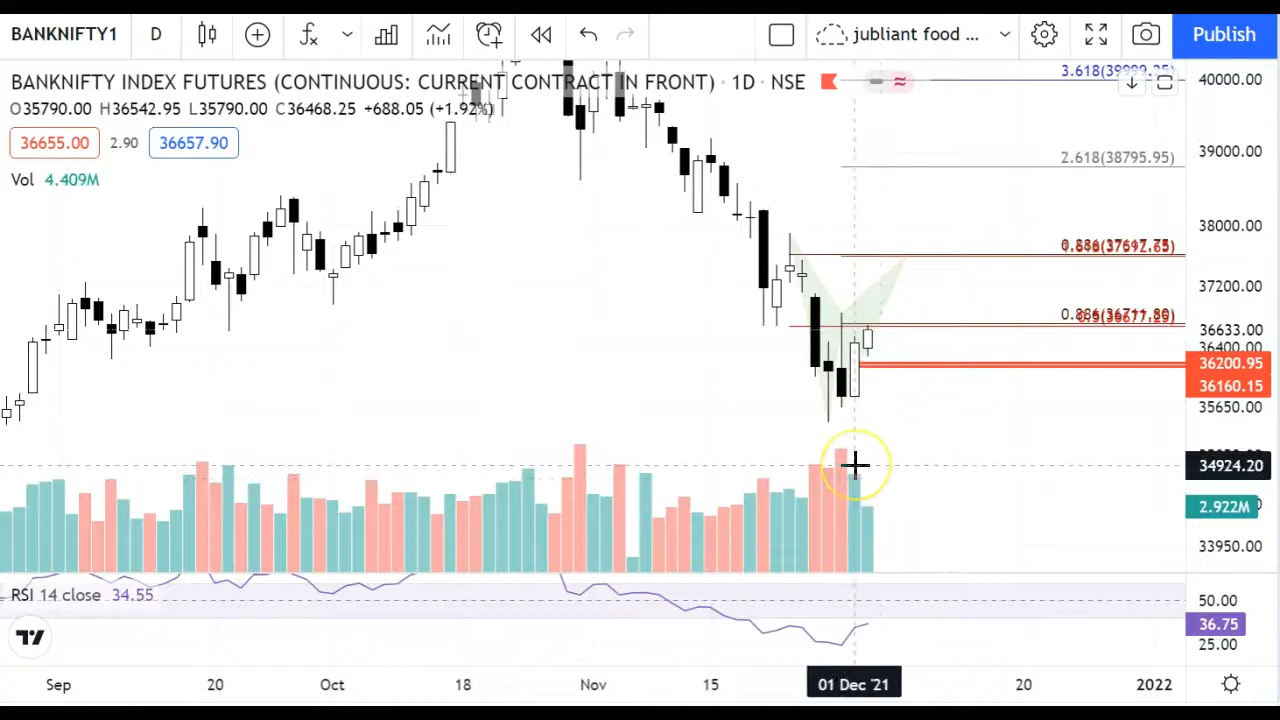 BANKNIFTY1! D jubliant food ... Publish
BANKNIFTY INDEX FUTURES (CONTINUOUS: CURRENT CONTRACT IN FRONT) · 1D · NSE
O35790.00 H36542.95 L35790.00 C36468.25 +688.05 (+1.92%)
36655.00 2.90 36657.90
Vol 4.409M
3.618(39999.25)
40000.00
39000.00
2.618(38795.95)
38000.00
37200.00
36633.00
36400.00
36200.95
36160.15
35650.00
34924.20
2.922M
33950.00
RSI 14 close 34.55
50.00
36.75
25.00
Sep 20 Oct 18 Nov 15 01 Dec '21 20 2022